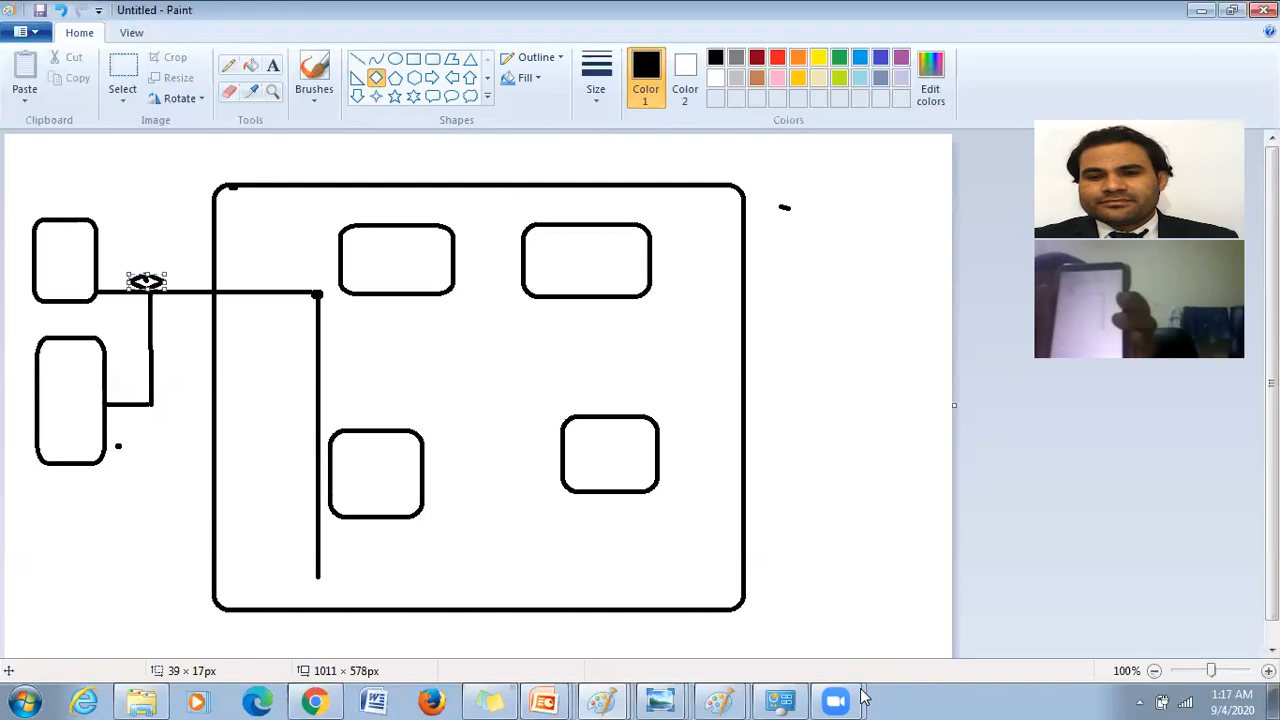 Untitled - Paint
Home View
Paste
Cut
Copy
Clipboard
Select
Crop
Resize
Rotate
Image
Tools
Brushes
Shapes
Outline
Fill
Size
Color 1
Color 2
Edit colors
Colors
39 × 17px
1011 × 578px
100%
1:17 AM
9/4/2020